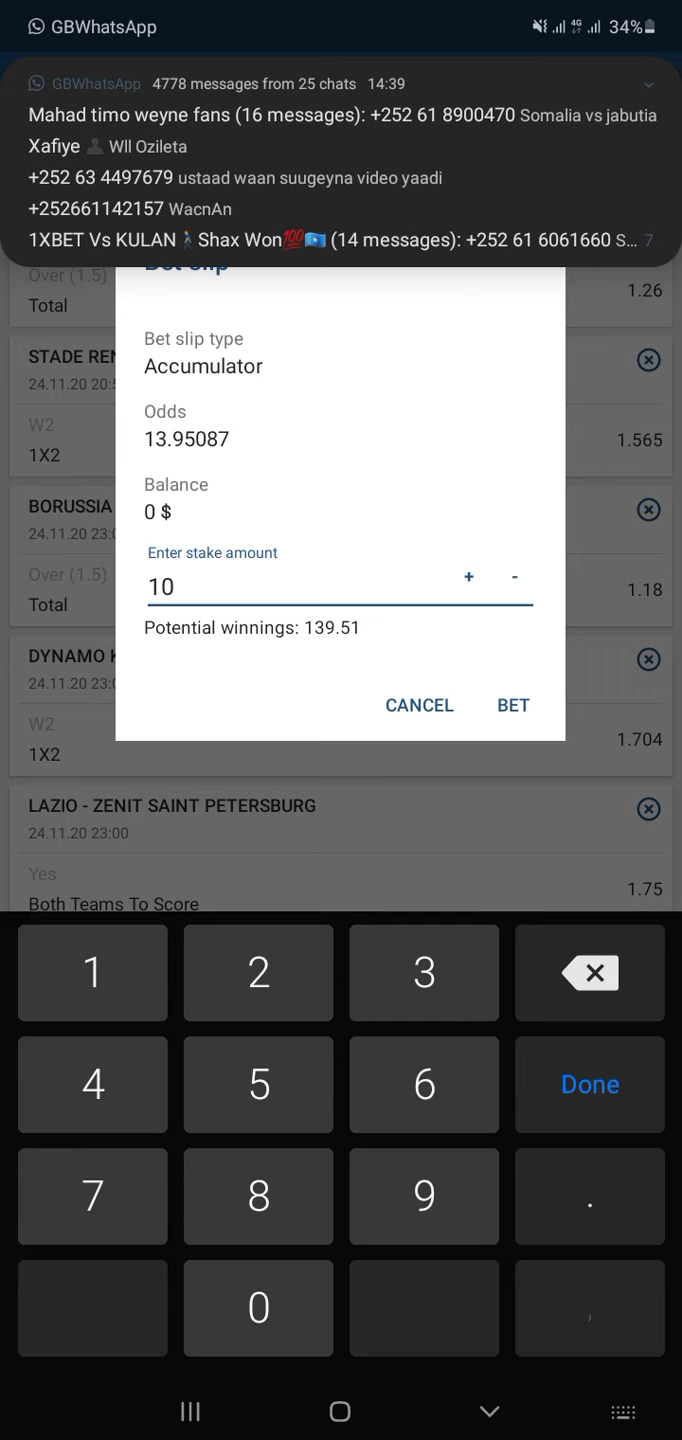 GBWhatsApp 34%
GBWhatsApp 4778 messages from 25 chats 14:39
Mahad timo weyne fans (16 messages): +252 61 8900470 Somalia vs jabutia
Xafiye 👤 Wll Ozileta
+252 63 4497679 ustaad waan suugeyna video yaadi
+252661142157 WacnAn
1XBET Vs KULAN🚶Shax Won💯🇸🇴 (14 messages): +252 61 6061660 S... 7
Bet slip
Over (1.5)
1.26
Total
STADE REN
24.11.20 20:5
W2
1.565
1X2
BORUSSIA
24.11.20 23:0
Over (1.5)
1.18
Total
DYNAMO K
24.11.20 23:0
W2
1.704
1X2
Bet slip type
Accumulator
Odds
13.95087
Balance
0 $
Enter stake amount
10 + -
Potential winnings: 139.51
CANCEL BET
LAZIO - ZENIT SAINT PETERSBURG
24.11.20 23:00
Yes
1.75
Both Teams To Score
1 2 3
4 5 6 Done
7 8 9 .
0 ,